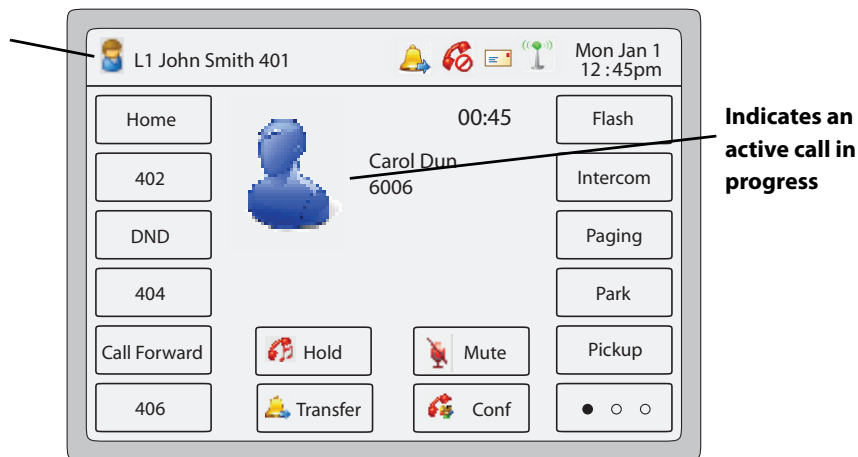 L1 John Smith 401
Mon Jan 1
12 :45pm
Home
402
DND
404
Call Forward
406
00:45
Carol Dun
6006
Flash
Intercom
Paging
Park
Pickup
Hold
Mute
Transfer
Conf
Indicates an
active call in
progress